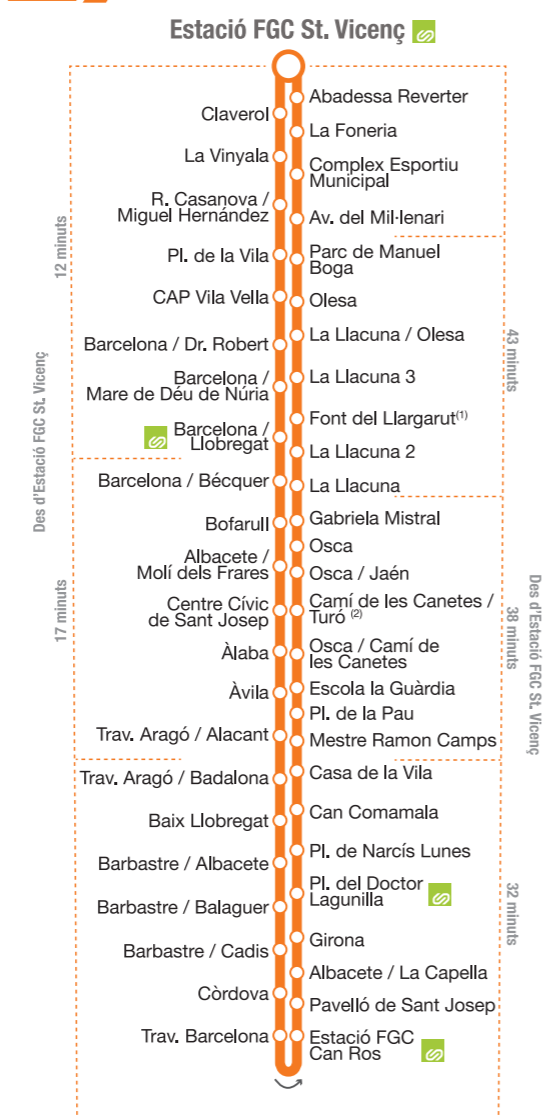 Estació FGC St. Vicenç
Claverol
La Vinyala
R. Casanova /
Miguel Hernández
Pl. de la Vila
CAP Vila Vella
Barcelona / Dr. Robert
Barcelona /
Mare de Déu de Núria
Barcelona /
Llobregat
Barcelona / Bécquer
Bofarull
Albacete /
Molí dels Frares
Centre Cívic
de Sant Josep
Àlaba
Àvila
Trav. Aragó / Alacant
Trav. Aragó / Badalona
Baix Llobregat
Barbastre / Albacete
Barbastre / Balaguer
Barbastre / Cadis
Còrdova
Trav. Barcelona
Abadessa Reverter
La Foneria
Complex Esportiu
Municipal
Av. del Mil·lenari
Parc de Manuel
Boga
Olesa
La Llacuna / Olesa
La Llacuna 3
Font del Llargarut(1)
La Llacuna 2
La Llacuna
Gabriela Mistral
Osca
Osca / Jaén
Camí de les Canetes /
Turó (2)
Osca / Camí de
les Canetes
Escola la Guàrdia
Pl. de la Pau
Mestre Ramon Camps
Casa de la Vila
Can Comamala
Pl. de Narcís Lunes
Pl. del Doctor
Lagunilla
Girona
Albacete / La Capella
Pavelló de Sant Josep
Estació FGC
Can Ros
Des d'Estació FGC St. Vicenç
12 minuts
17 minuts
43 minuts
38 minuts
32 minuts
Des d'Estació FGC St. Vicenç